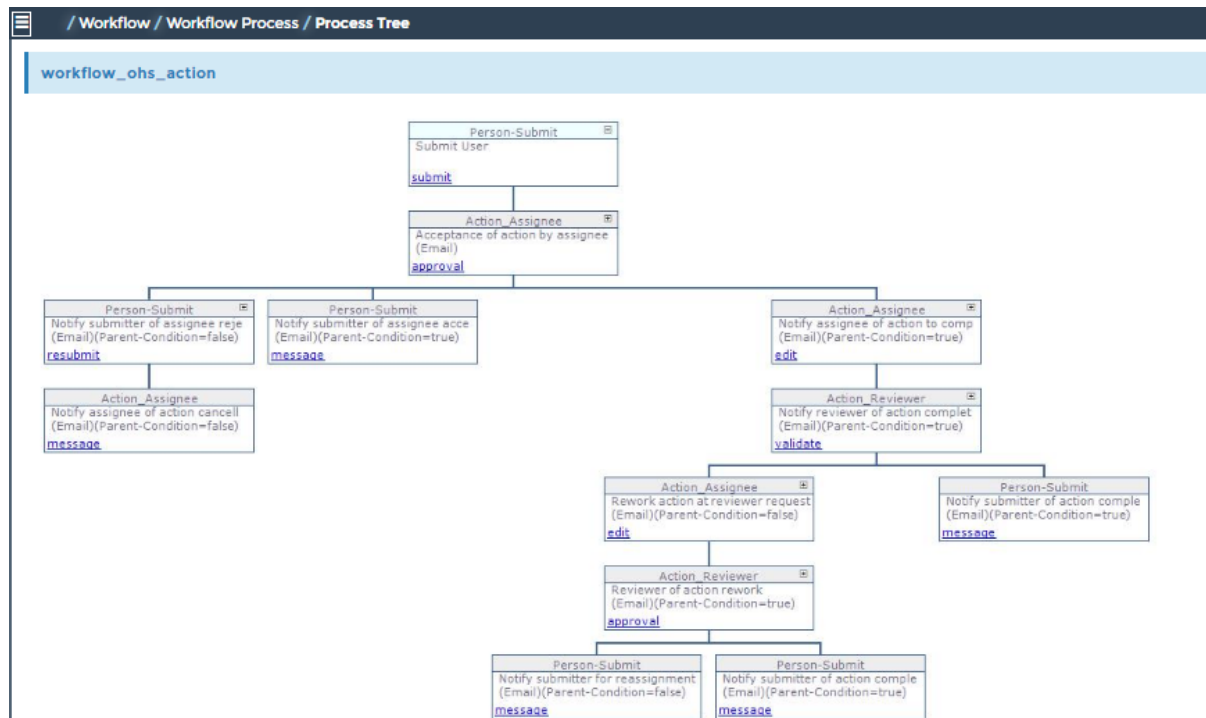 / Workflow / Workflow Process / Process Tree
workflow_ohs_action
Person-Submit
Submit User
submit
Action_Assignee
Acceptance of action by assignee
(Email)
approval
Person-Submit
Notify submitter of assignee reje
(Email)(Parent-Condition=false)
resubmit
Person-Submit
Notify submitter of assignee acce
(Email)(Parent-Condition=true)
message
Action_Assignee
Notify assignee of action to comp
(Email)(Parent-Condition=true)
edit
Action_Assignee
Notify assignee of action cancell
(Email)(Parent-Condition=false)
message
Action_Reviewer
Notify reviewer of action complet
(Email)(Parent-Condition=true)
validate
Action_Assignee
Rework action at reviewer request
(Email)(Parent-Condition=false)
edit
Person-Submit
Notify submitter of action comple
(Email)(Parent-Condition=true)
message
Action_Reviewer
Reviewer of action rework
(Email)(Parent-Condition=true)
approval
Person-Submit
Notify submitter for reassignment
(Email)(Parent-Condition=false)
message
Person-Submit
Notify submitter of action comple
(Email)(Parent-Condition=true)
message